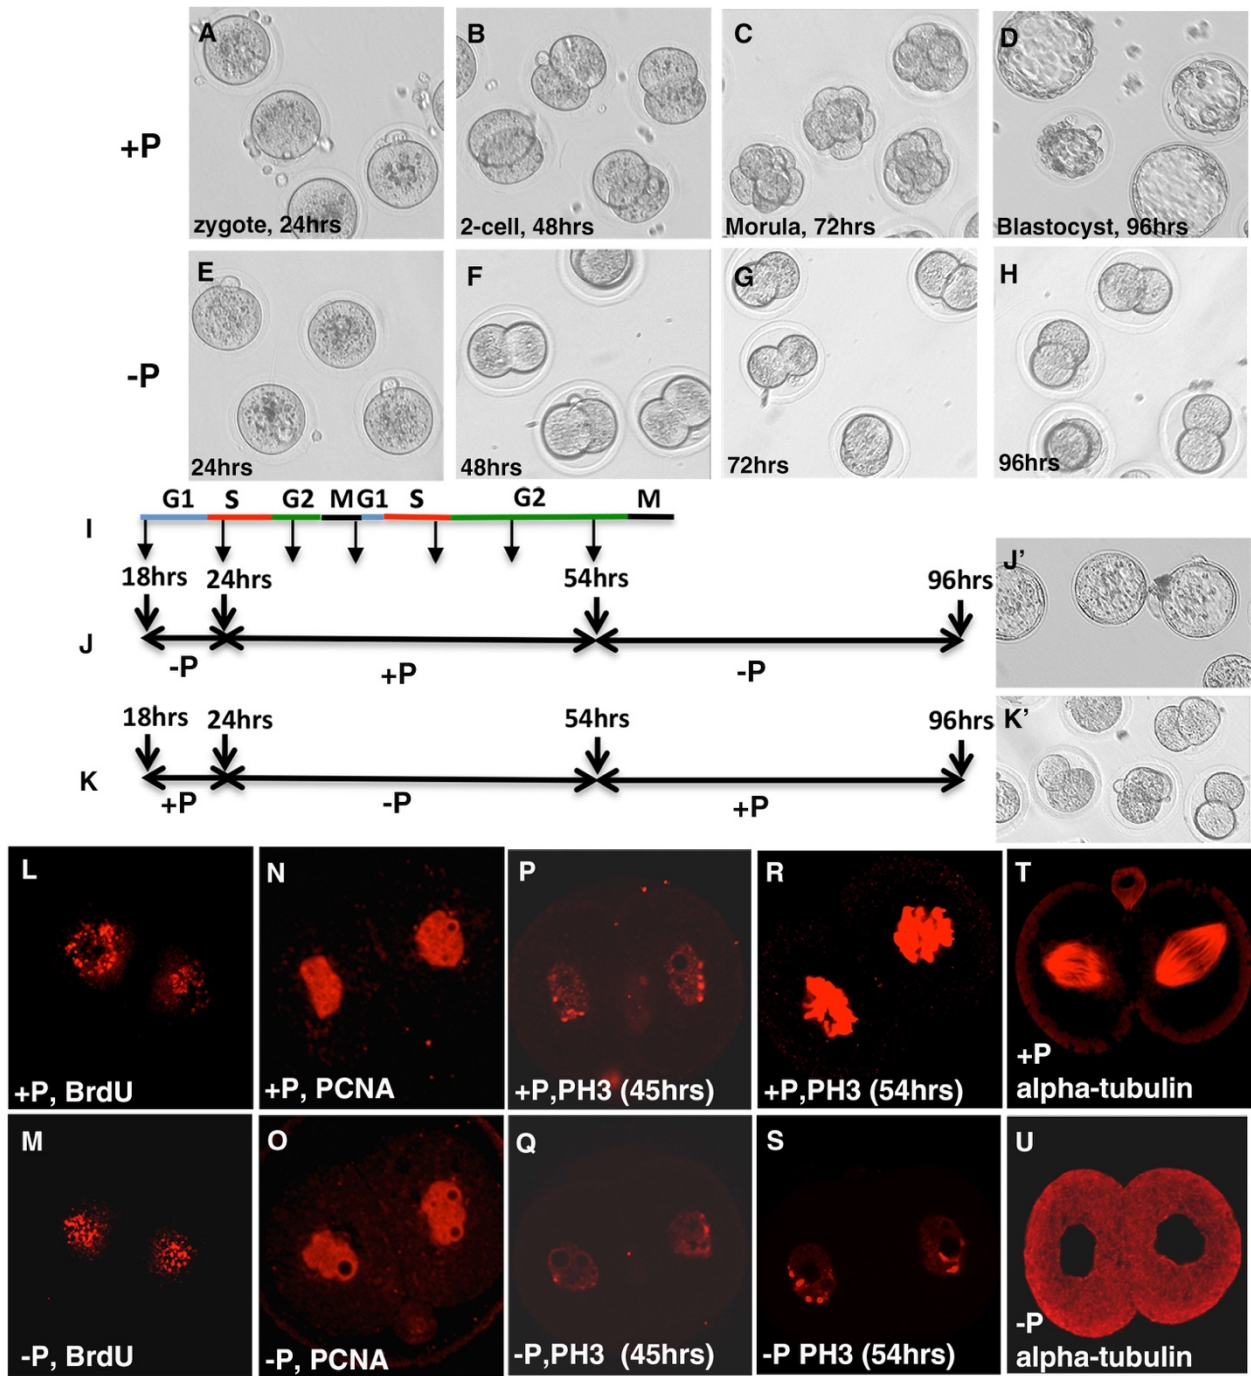 A
B
C
D
+P
zygote, 24hrs
2-cell, 48hrs
Morula, 72hrs
Blastocyst, 96hrs
E
F
G
H
-P
24hrs
48hrs
72hrs
96hrs
G1 S G2 M G1 S G2 M
I
18hrs 24hrs 54hrs 96hrs
J
-P +P -P
J’
18hrs 24hrs 54hrs 96hrs
K
+P -P +P
K’
L
N
P
R
T
+P, BrdU
+P, PCNA
+P,PH3 (45hrs)
+P,PH3 (54hrs)
+P
alpha-tubulin
M
O
Q
S
U
-P, BrdU
-P, PCNA
-P,PH3 (45hrs)
-P PH3 (54hrs)
-P
alpha-tubulin